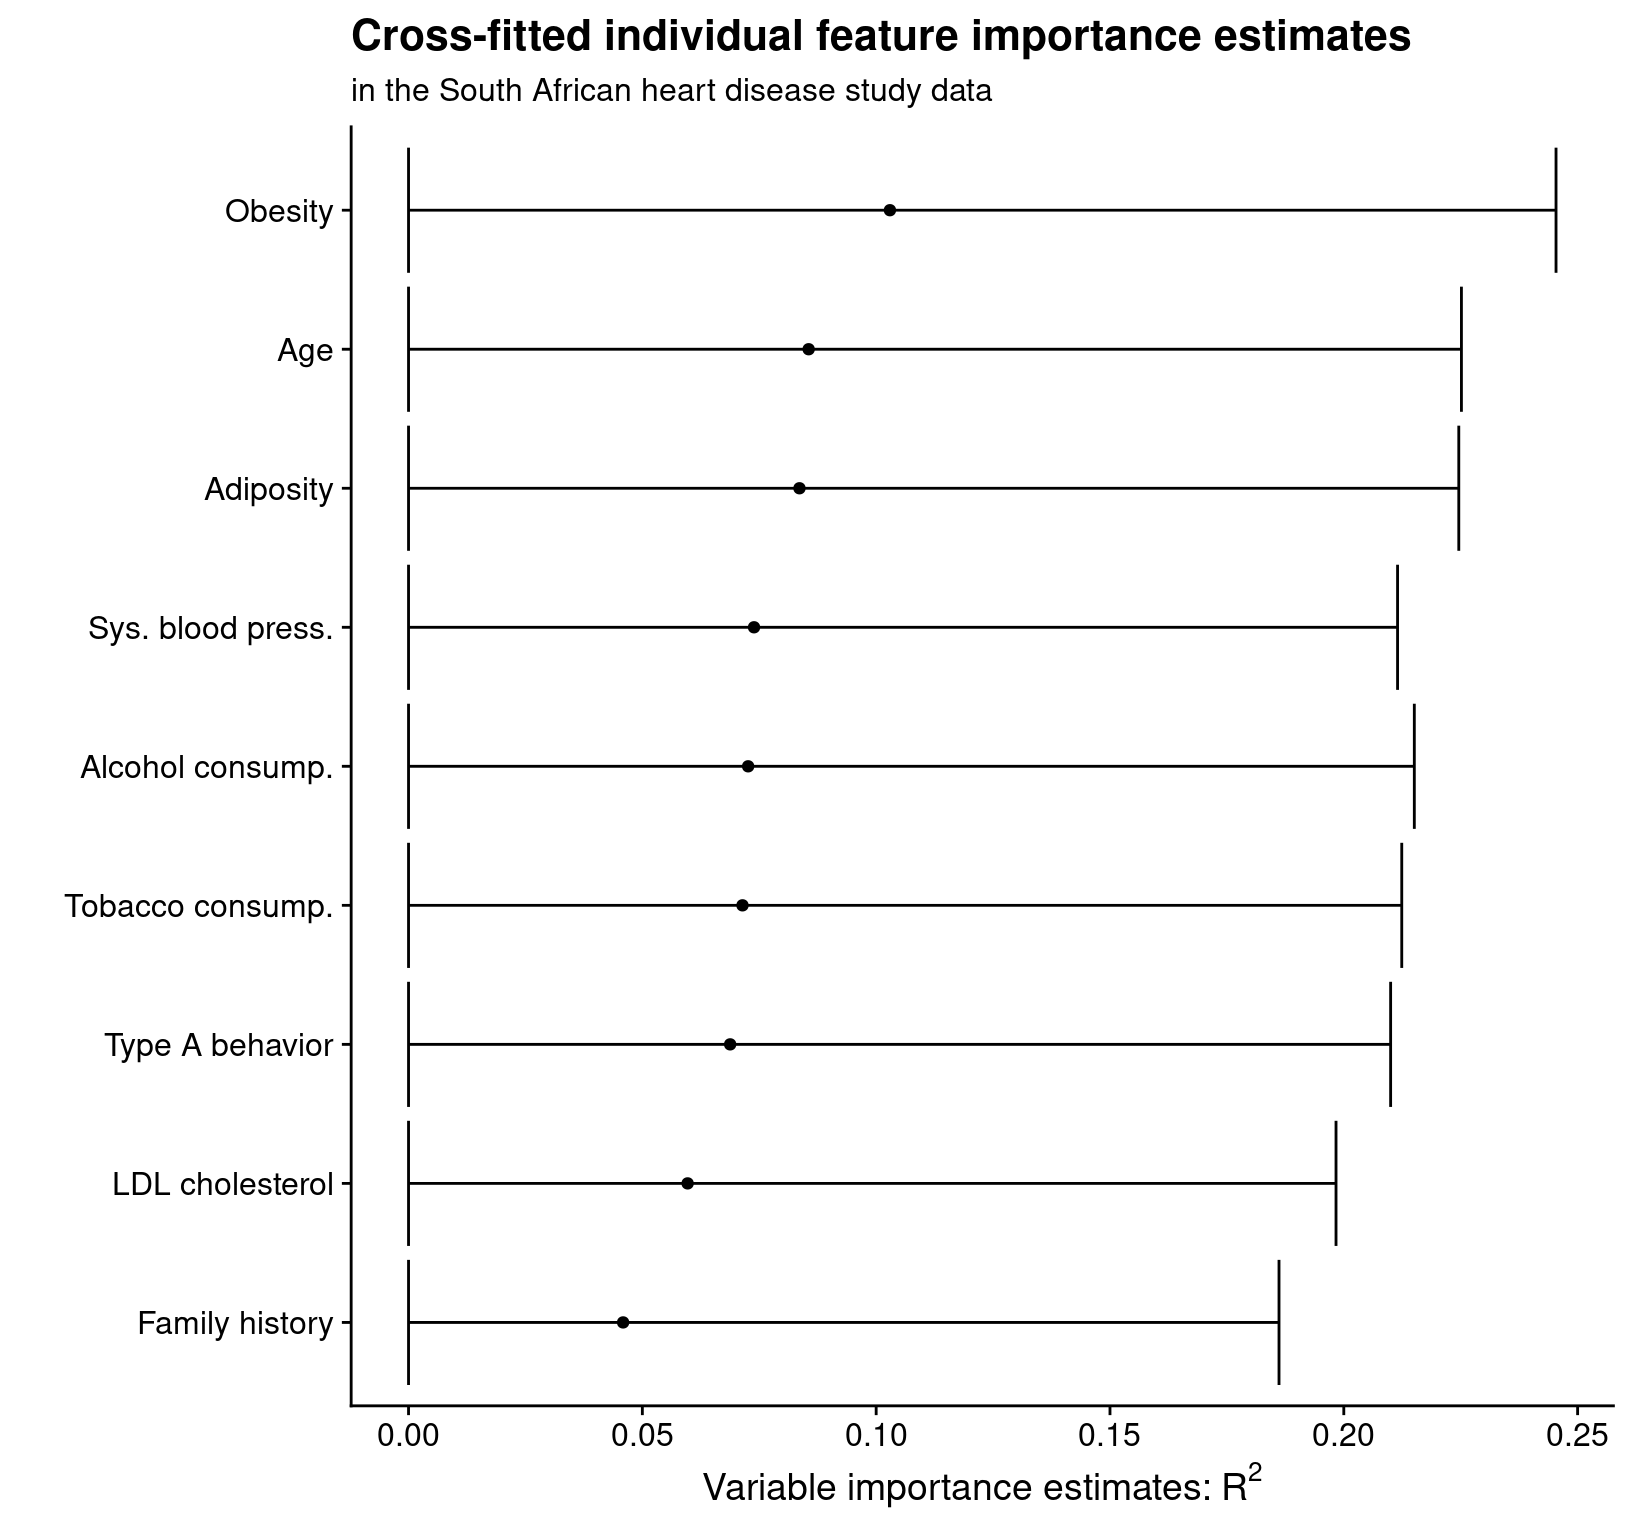 Cross-fitted individual feature importance estimates
in the South African heart disease study data
Obesity
Age
Adiposity
Sys. blood press.
Alcohol consump.
Tobacco consump.
Type A behavior
LDL cholesterol
Family history
0.00 0.05 0.10 0.15 0.20 0.25
Variable importance estimates: R²